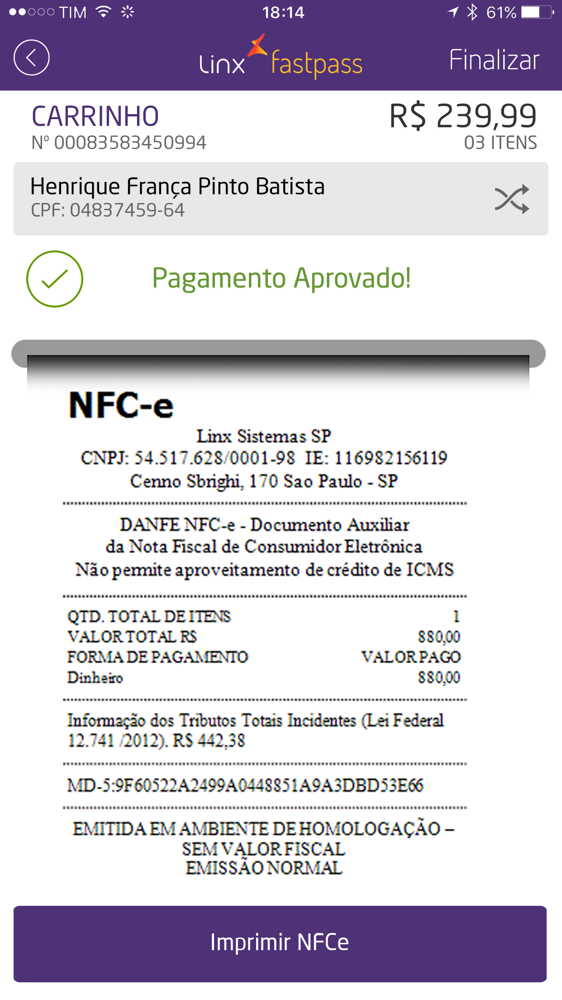 TIM 18:14 61%
Linx fastpass Finalizar
CARRINHO R$ 239,99
Nº 00083583450994 03 ITENS
Henrique França Pinto Batista
CPF: 04837459-64
Pagamento Aprovado!
NFC-e
Linx Sistemas SP
CNPJ: 54.517.628/0001-98 IE: 116982156119
Cenno Sbrighi, 170 Sao Paulo - SP
DANFE NFC-e - Documento Auxiliar
da Nota Fiscal de Consumidor Eletrônica
Não permite aproveitamento de crédito de ICMS
QTD. TOTAL DE ITENS 1
VALOR TOTAL R$ 880,00
FORMA DE PAGAMENTO VALOR PAGO
Dinheiro 880,00
Informação dos Tributos Totais Incidentes (Lei Federal
12.741 /2012). R$ 442,38
MD-5:9F60522A2499A0448851A9A3DBD53E66
EMITIDA EM AMBIENTE DE HOMOLOGAÇÃO –
SEM VALOR FISCAL
EMISSÃO NORMAL
Imprimir NFCe